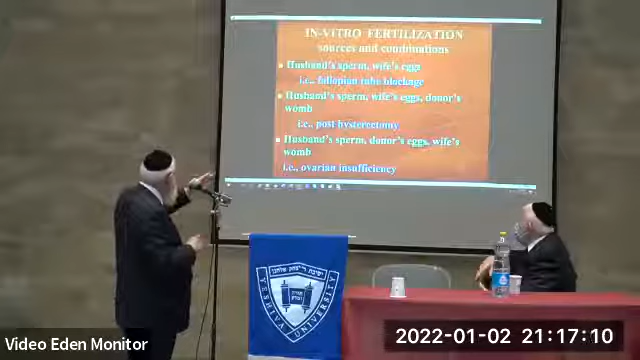 IN-VITRO FERTILIZATION
sources and combinations
Husband's sperm, wife's eggs
i.e., fallopian tube blockage
Husband's sperm, wife's eggs, donor's
womb
i.e., post hysterectomy
Husband's sperm, donor's eggs, wife's
womb
i.e., ovarian insufficiency
YESHIVA UNIVERSITY
Video Eden Monitor
2022-01-02 21:17:10